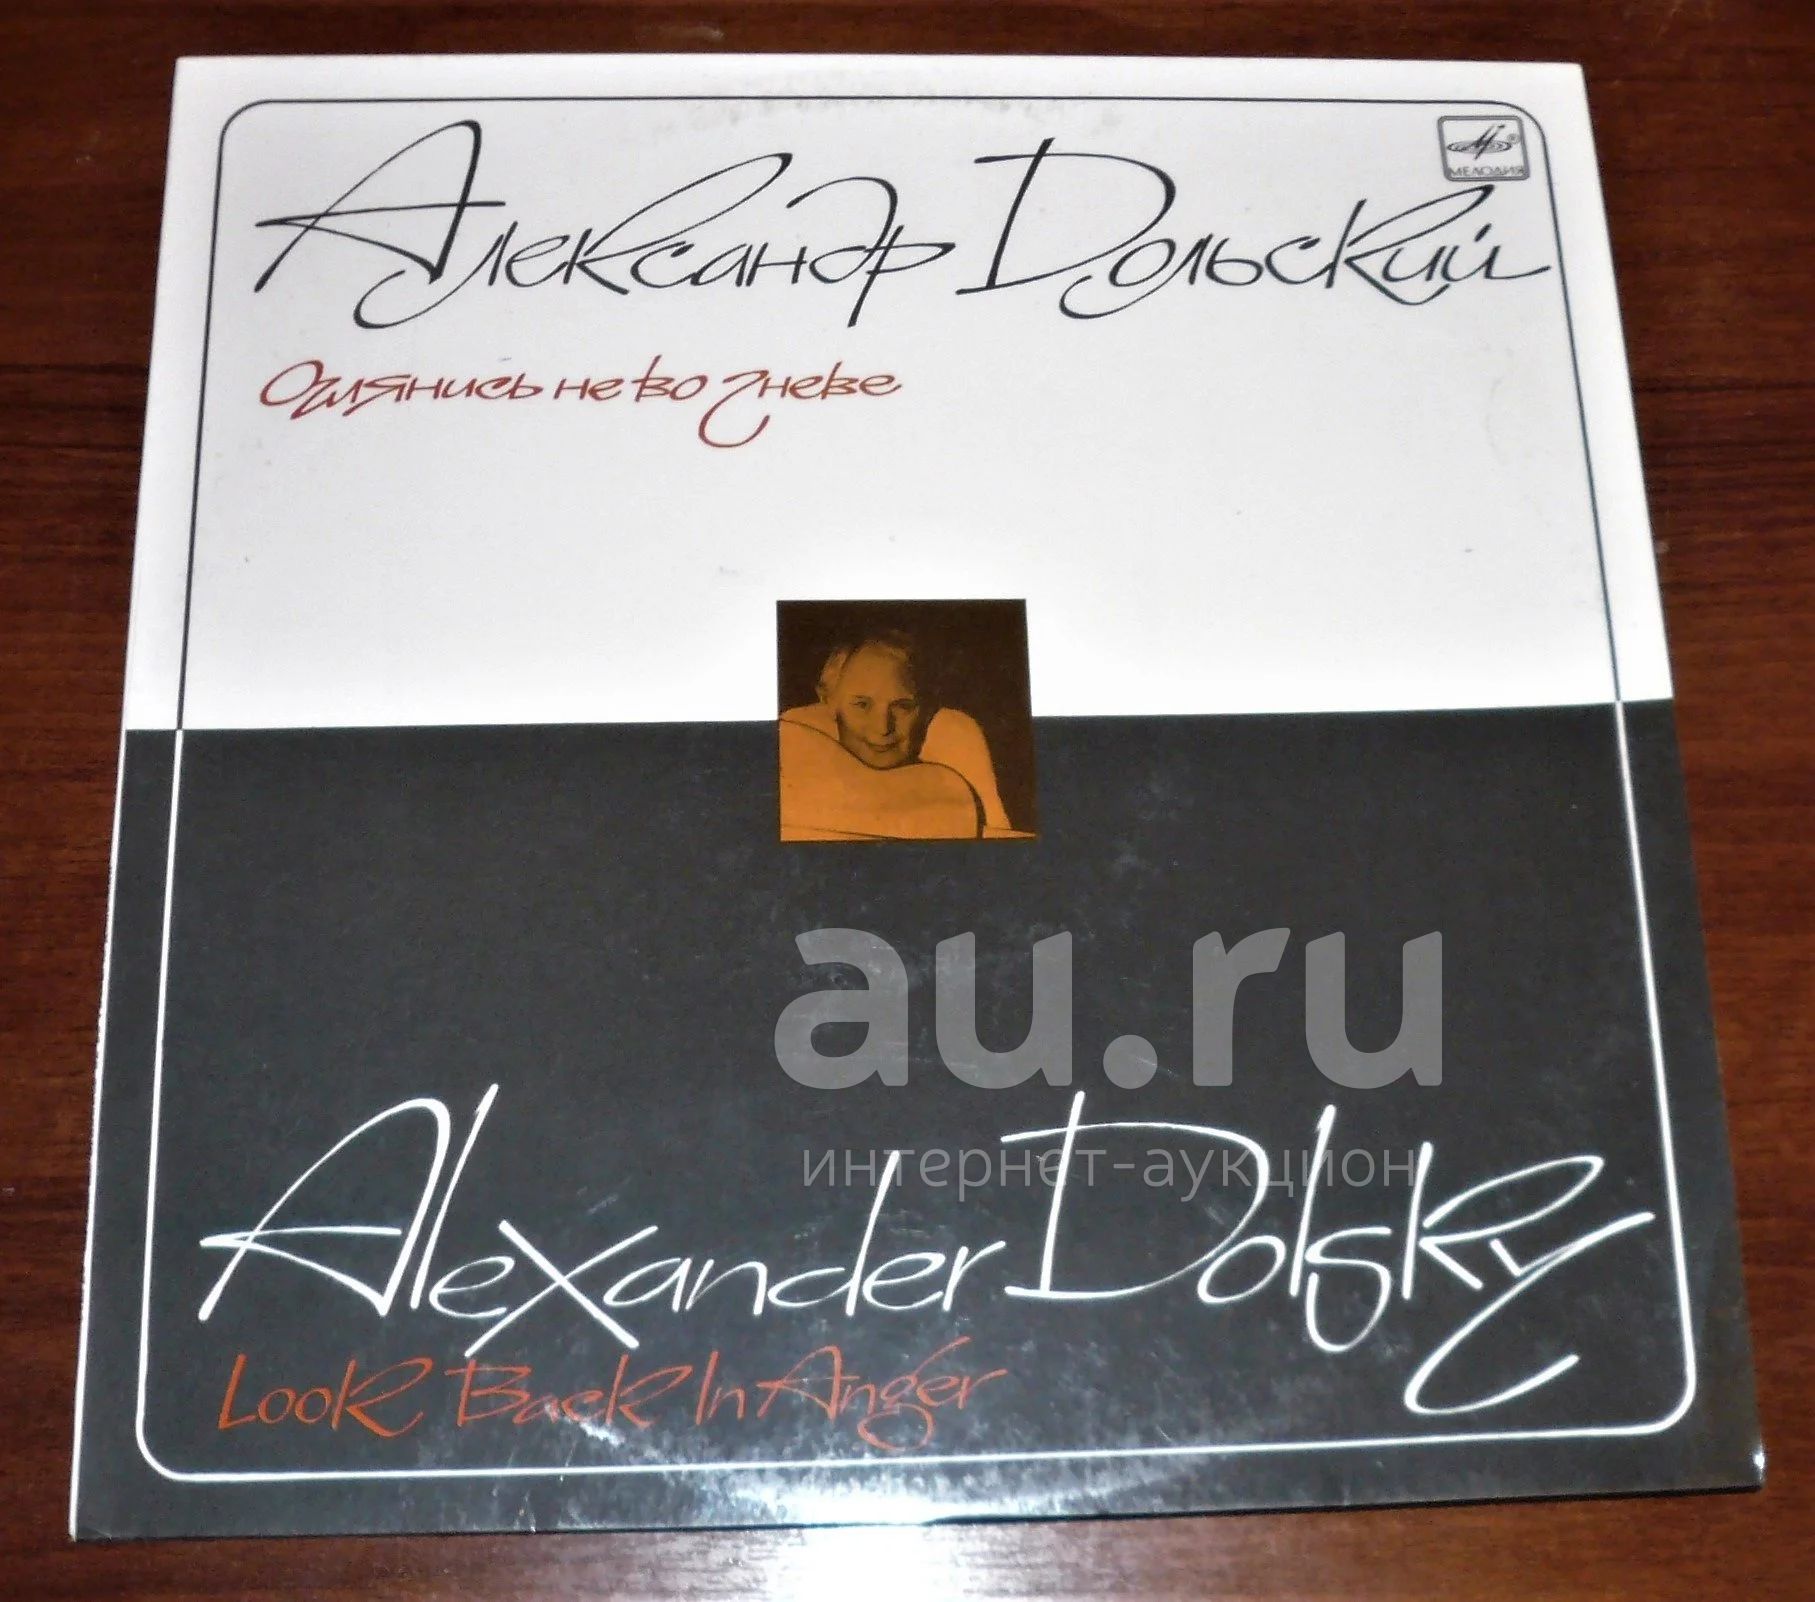 Александр Дольский
МЕЛОДИЯ
Оглянись не во гневе
au.ru
интернет-аукцион
Alexander Dolsky
Look Back In Anger